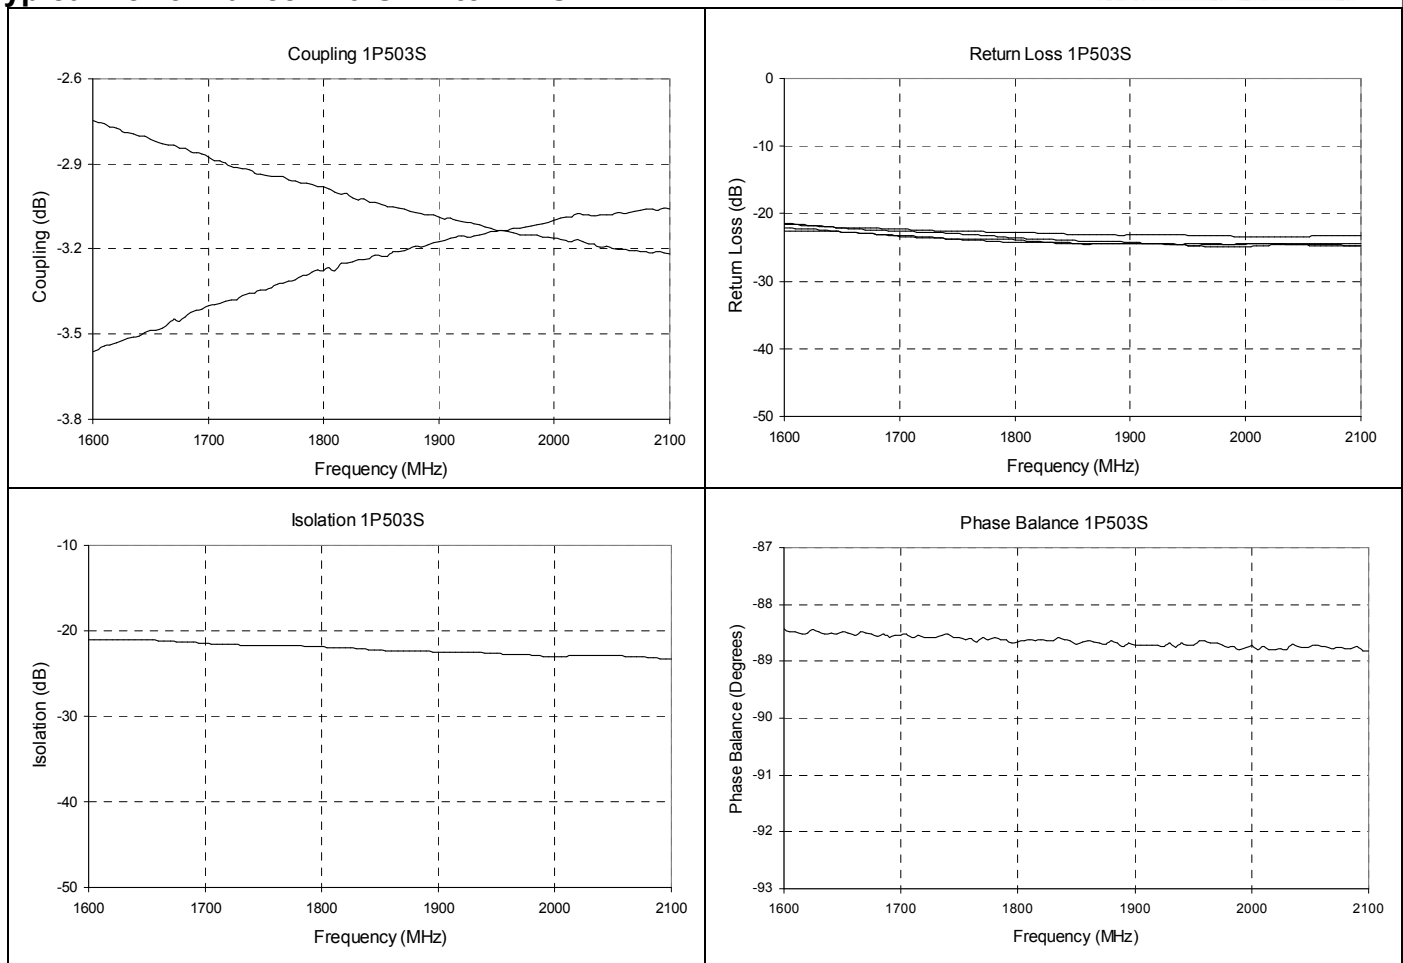 Coupling 1P503S
-2.6
-2.9
-3.2
-3.5
-3.8
Coupling (dB)
1600 1700 1800 1900 2000 2100
Frequency (MHz)
Return Loss 1P503S
0
-10
-20
-30
-40
-50
Return Loss (dB)
1600 1700 1800 1900 2000 2100
Frequency (MHz)
Isolation 1P503S
-10
-20
-30
-40
-50
Isolation (dB)
1600 1700 1800 1900 2000 2100
Frequency (MHz)
Phase Balance 1P503S
-87
-88
-89
-90
-91
-92
-93
Phase Balance (Degrees)
1600 1700 1800 1900 2000 2100
Frequency (MHz)